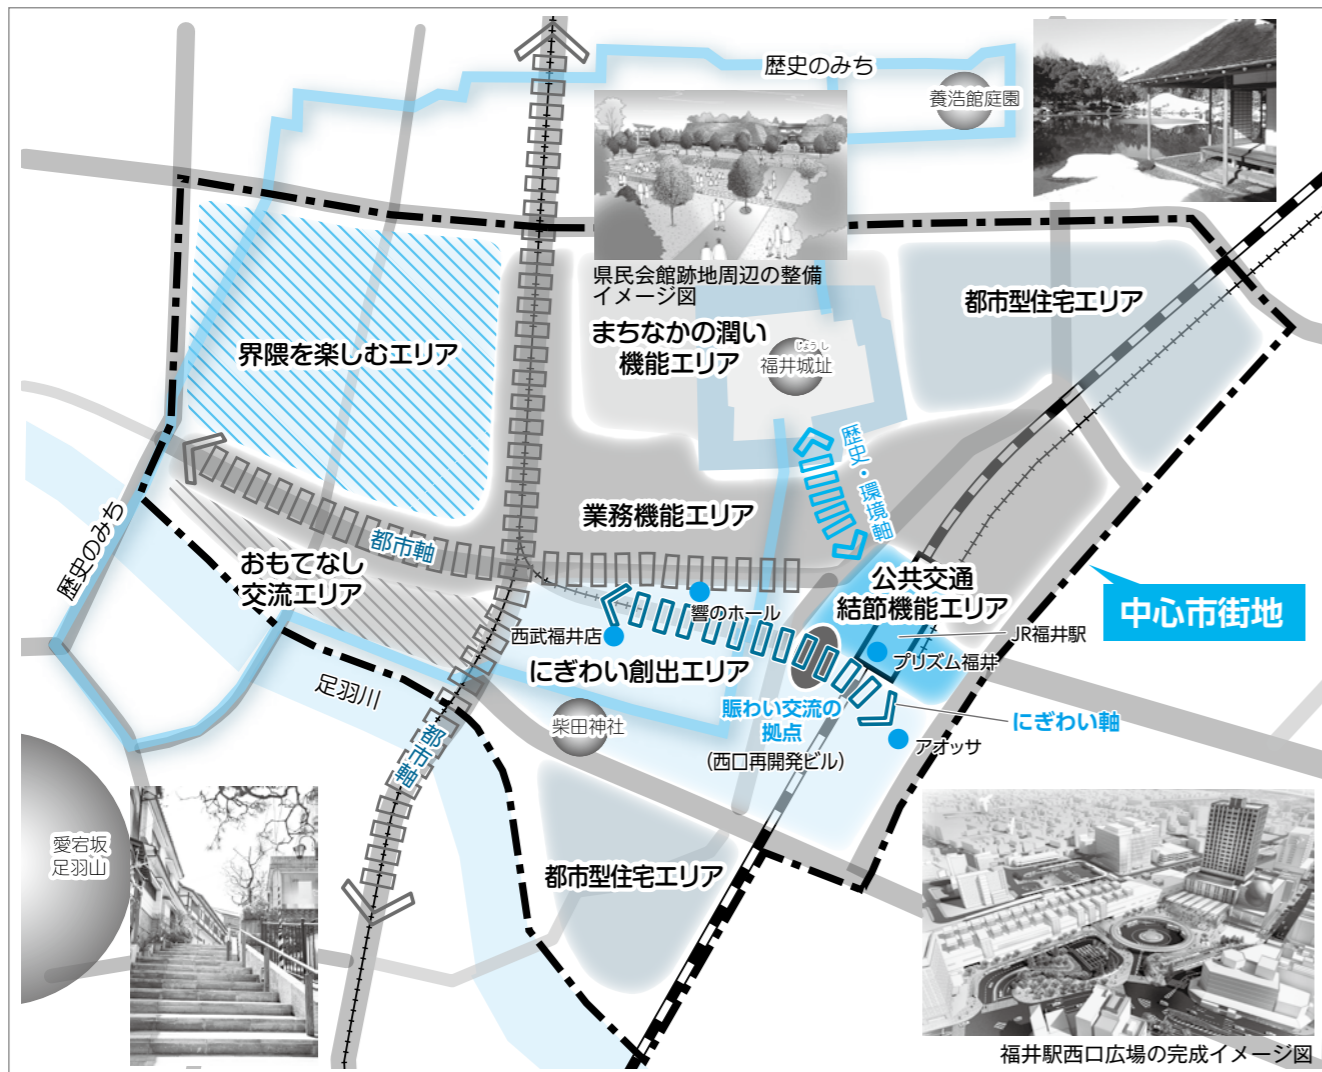 歴史のみち
養浩館庭園
県民会館跡地周辺の整備
イメージ図
都市型住宅エリア
界隈を楽しむエリア
まちなかの潤い
機能エリア
じょうし
福井城址
歴史・環境軸
業務機能エリア
歴史のみち
都市軸
おもてなし
交流エリア
公共交通
結節機能エリア
中心市街地
響のホール
JR福井駅
西武福井店
プリズム福井
にぎわい創出エリア
足羽川
賑わい交流の
拠点
(西口再開発ビル)
にぎわい軸
柴田神社
アオッサ
都市軸
愛宕坂
足羽山
都市型住宅エリア
福井駅西口広場の完成イメージ図